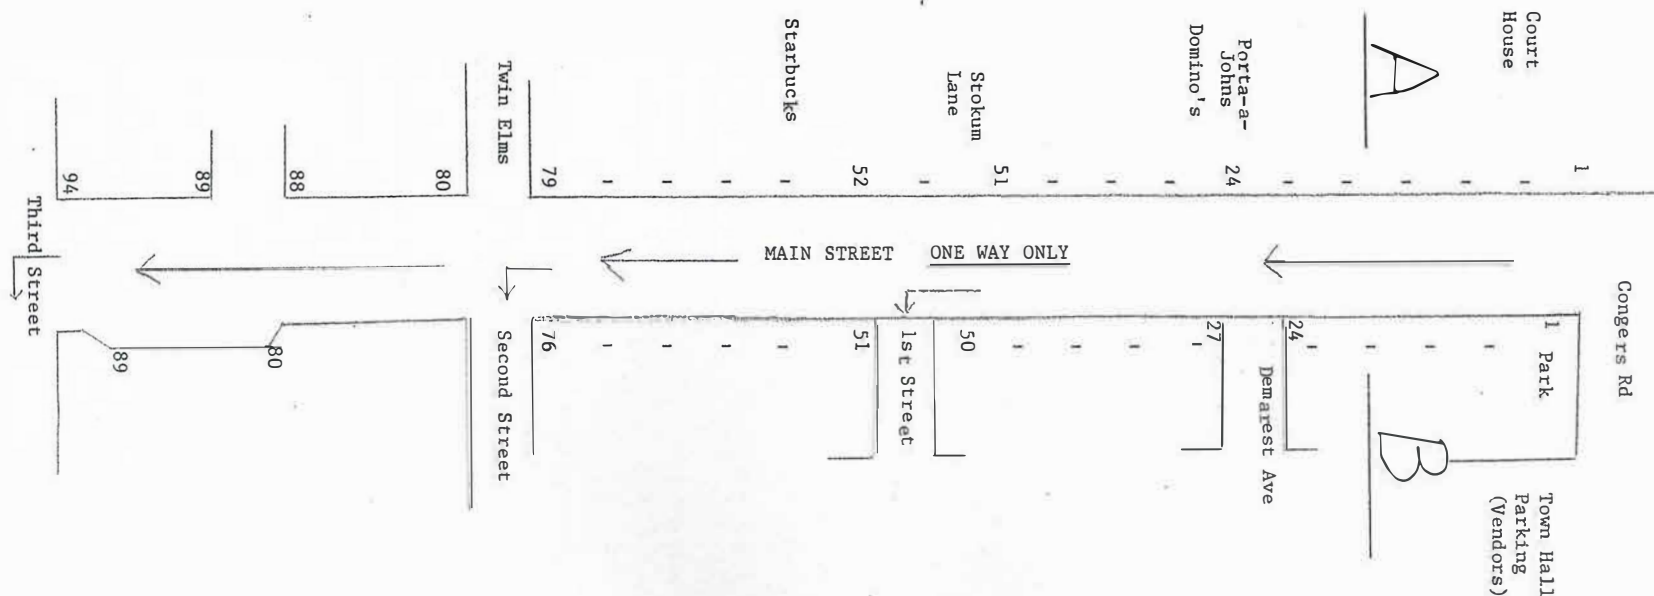 Court
House
A
Porta-a-
Johns
Domino's
Stokum
Lane
Starbucks
Twin Elms
94
89
88
80
79
52
51
24
1
Third Street
MAIN STREET ONE WAY ONLY
Congers Rd
89
80
Second Street
76
51
1st Street
50
27
Demarest Ave
24
1
Park
B
Town Hall
Parking
(Vendors)